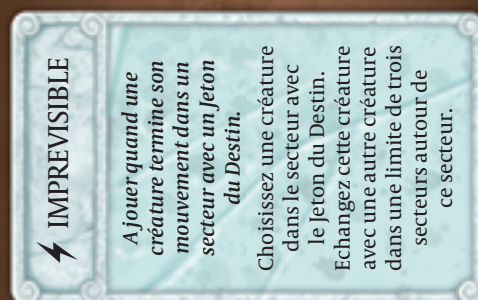 IMPREVISIBLE
A jouer quand une
créature termine son
mouvement dans un
secteur avec un Jeton
du Destin.
Choisissez une créature
dans le secteur avec
le Jeton du Destin.
Echangez cette créature
avec une autre créature
dans une limite de trois
secteurs autour de
ce secteur.